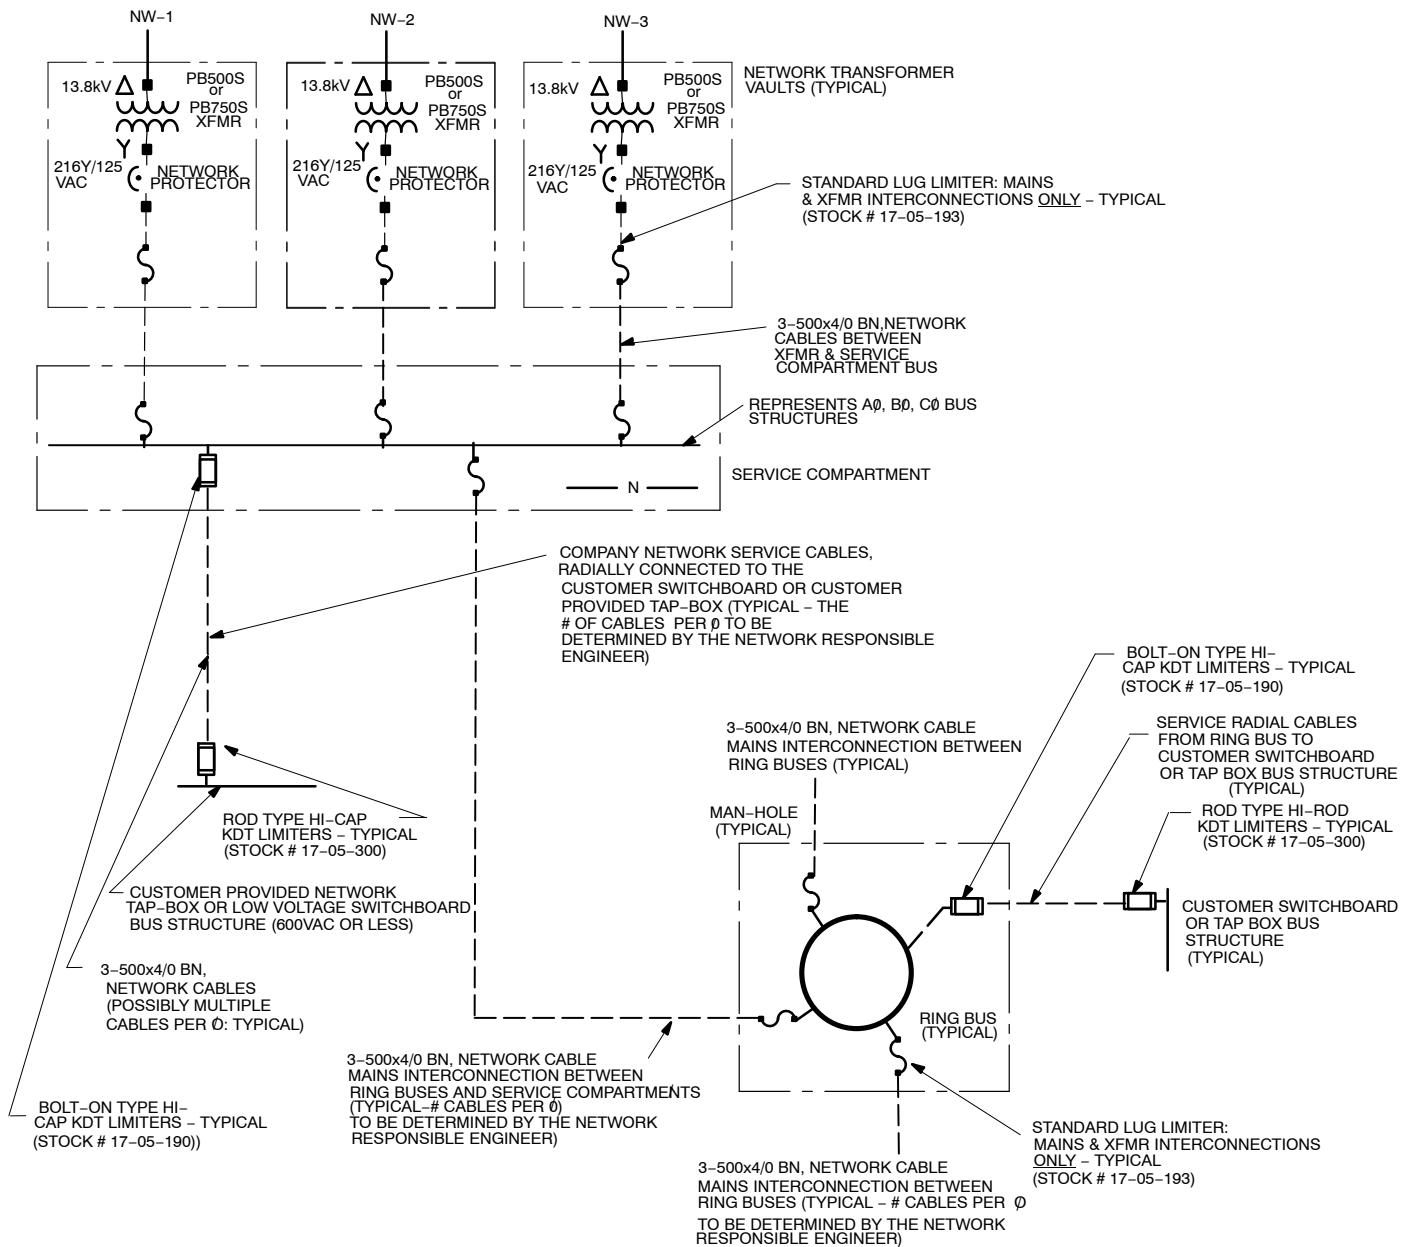 NW-1
NW-2
NW-3
13.8kV
PB500S
or
PB750S
XFMR
216Y/125
VAC
NETWORK
PROTECTOR
13.8kV
PB500S
or
PB750S
XFMR
216Y/125
VAC
NETWORK
PROTECTOR
13.8kV
PB500S
or
PB750S
XFMR
216Y/125
VAC
NETWORK
PROTECTOR
NETWORK TRANSFORMER
VAULTS (TYPICAL)
STANDARD LUG LIMITER: MAINS
& XFMR INTERCONNECTIONS ONLY - TYPICAL
(STOCK # 17-05-193)
3-500x4/0 BN,NETWORK
CABLES BETWEEN
XFMR & SERVICE
COMPARTMENT BUS
REPRESENTS AØ, BØ, CØ BUS
STRUCTURES
N
SERVICE COMPARTMENT
COMPANY NETWORK SERVICE CABLES,
RADIALLY CONNECTED TO THE
CUSTOMER SWITCHBOARD OR CUSTOMER
PROVIDED TAP-BOX (TYPICAL - THE
# OF CABLES PER Ø TO BE
DETERMINED BY THE NETWORK RESPONSIBLE
ENGINEER)
BOLT-ON TYPE HI-
CAP KDT LIMITERS - TYPICAL
(STOCK # 17-05-190)
3-500x4/0 BN, NETWORK CABLE
MAINS INTERCONNECTION BETWEEN
RING BUSES (TYPICAL)
SERVICE RADIAL CABLES
FROM RING BUS TO
CUSTOMER SWITCHBOARD
OR TAP BOX BUS STRUCTURE
(TYPICAL)
ROD TYPE HI-CAP
KDT LIMITERS - TYPICAL
(STOCK # 17-05-300)
MAN-HOLE
(TYPICAL)
ROD TYPE HI-ROD
KDT LIMITERS - TYPICAL
(STOCK # 17-05-300)
CUSTOMER PROVIDED NETWORK
TAP-BOX OR LOW VOLTAGE SWITCHBOARD
BUS STRUCTURE (600VAC OR LESS)
CUSTOMER SWITCHBOARD
OR TAP BOX BUS
STRUCTURE
(TYPICAL)
3-500x4/0 BN,
NETWORK CABLES
(POSSIBLY MULTIPLE
CABLES PER Ø: TYPICAL)
RING BUS
(TYPICAL)
3-500x4/0 BN, NETWORK CABLE
MAINS INTERCONNECTION BETWEEN
RING BUSES AND SERVICE COMPARTMENTS
(TYPICAL-# CABLES PER Ø)
TO BE DETERMINED BY THE NETWORK
RESPONSIBLE ENGINEER)
BOLT-ON TYPE HI-
CAP KDT LIMITERS - TYPICAL
(STOCK # 17-05-190))
STANDARD LUG LIMITER:
MAINS & XFMR INTERCONNECTIONS
ONLY - TYPICAL
(STOCK # 17-05-193)
3-500x4/0 BN, NETWORK CABLE
MAINS INTERCONNECTION BETWEEN
RING BUSES (TYPICAL - # CABLES PER Ø
TO BE DETERMINED BY THE NETWORK
RESPONSIBLE ENGINEER)